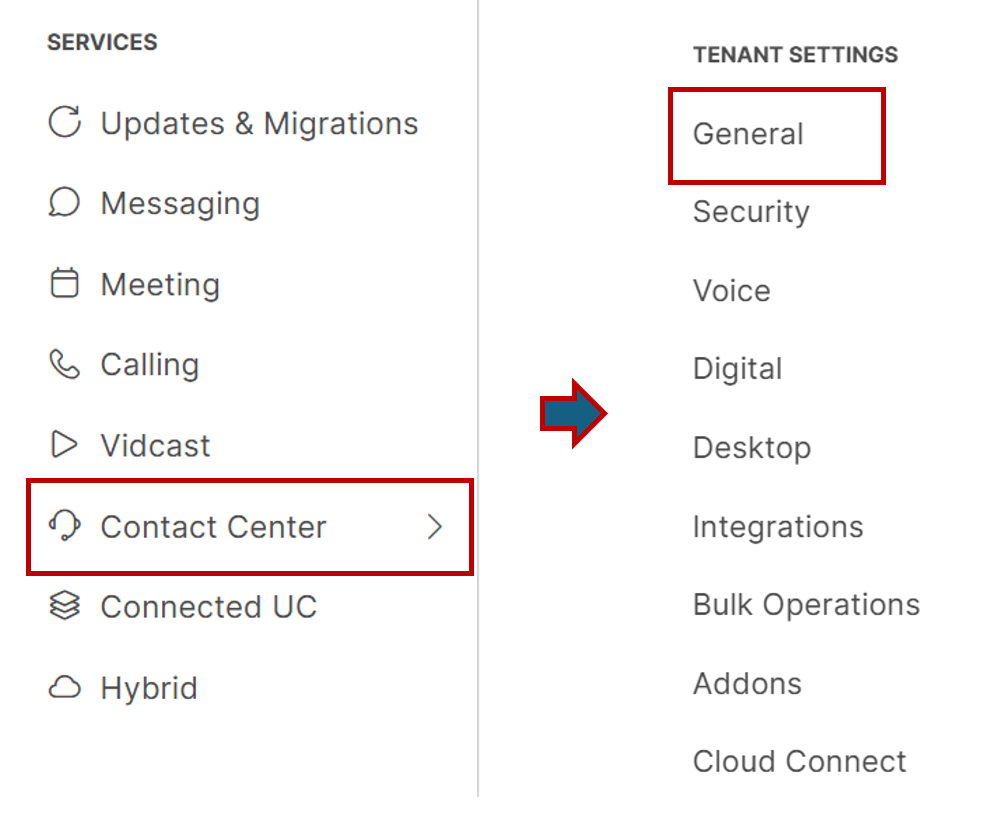 SERVICES
Updates & Migrations
Messaging
Meeting
Calling
Vidcast
Contact Center
Connected UC
Hybrid
TENANT SETTINGS
General
Security
Voice
Digital
Desktop
Integrations
Bulk Operations
Addons
Cloud Connect